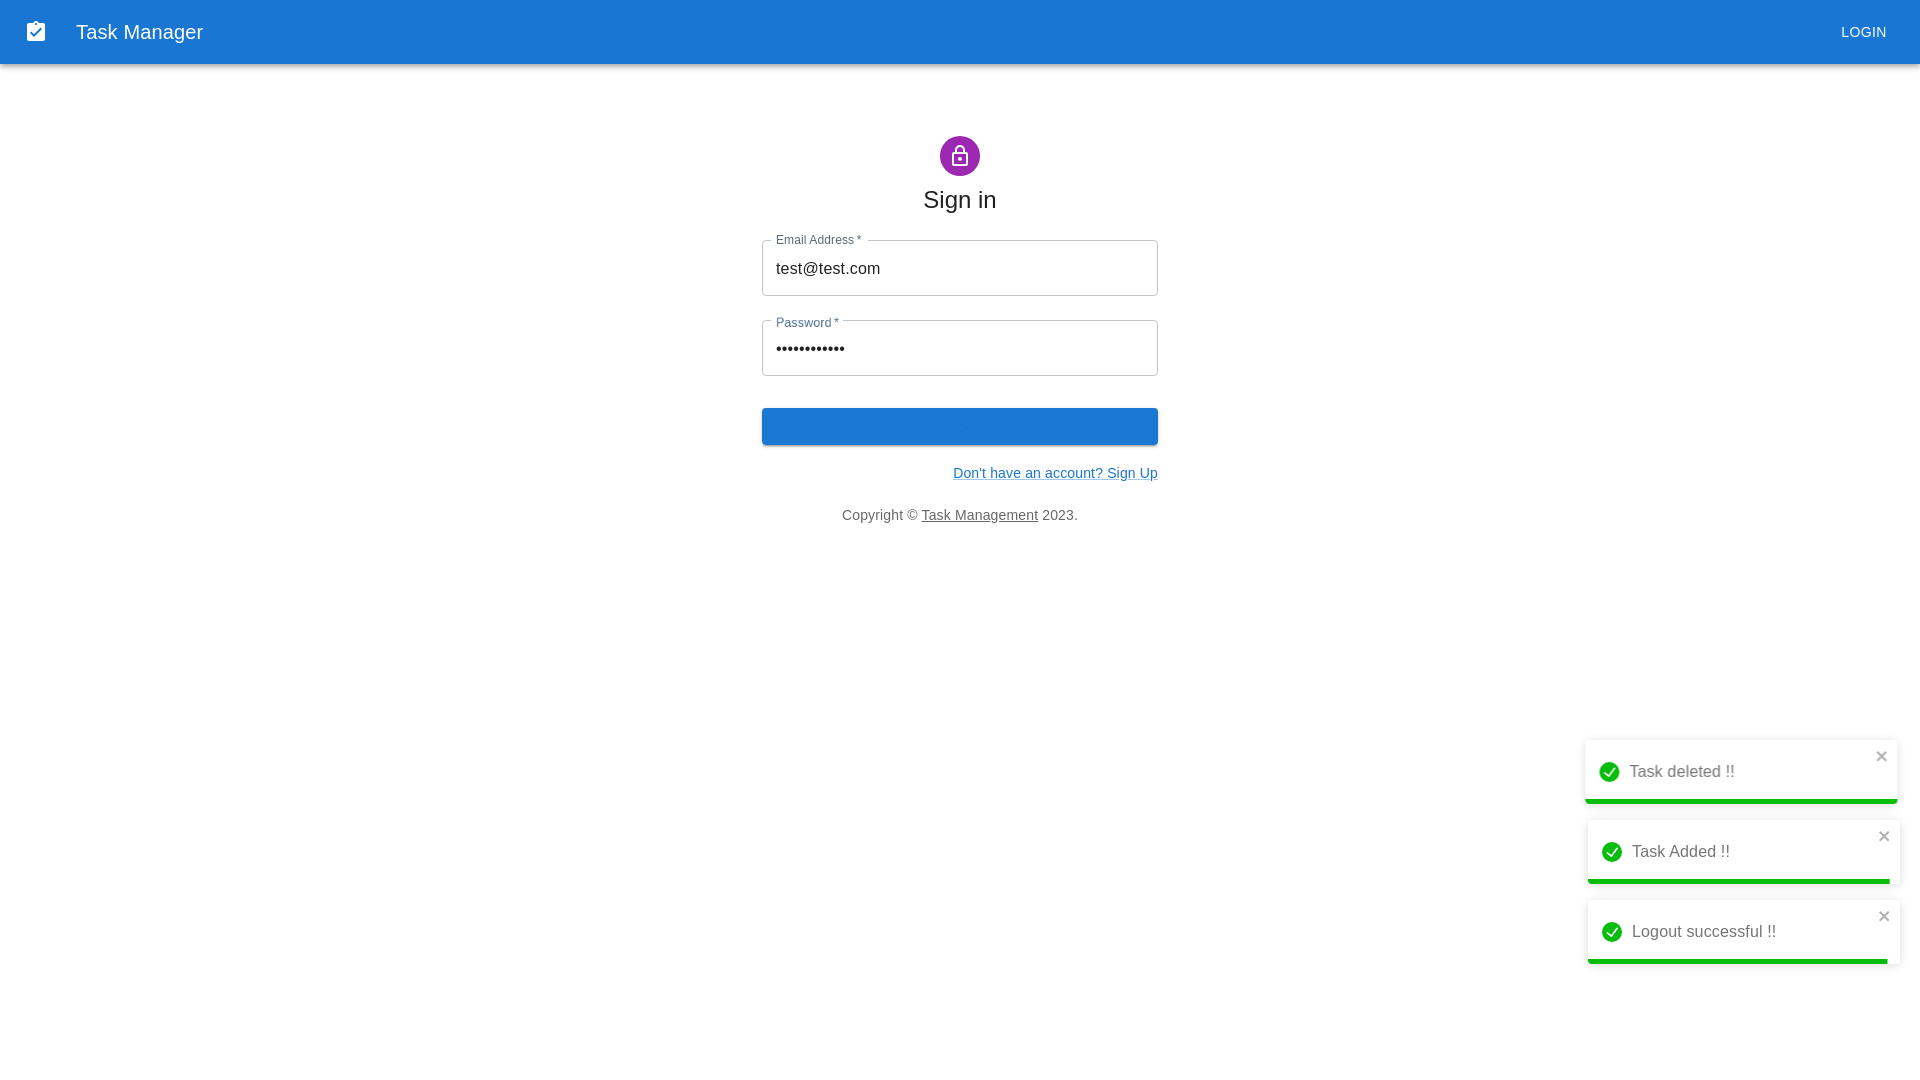 Task Manager
LOGIN
Sign in
Email Address *
test@test.com
Password *
••••••••••••
Don't have an account? Sign Up
Copyright © Task Management 2023.
Task deleted !!
Task Added !!
Logout successful !!